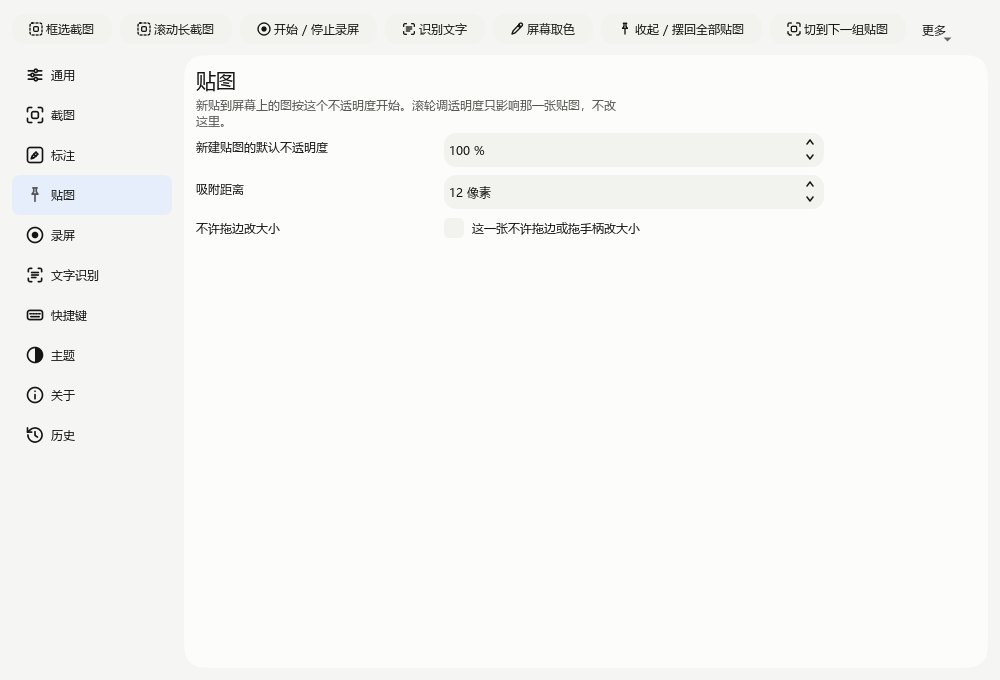 框选截图
滚动长截图
开始 / 停止录屏
识别文字
屏幕取色
收起 / 摆回全部贴图
切到下一组贴图
更多
通用
截图
标注
贴图
录屏
文字识别
快捷键
主题
关于
历史
贴图
新贴到屏幕上的图按这个不透明度开始。滚轮调透明度只影响那一张贴图，不改
这里。
新建贴图的默认不透明度
100 %
吸附距离
12 像素
不许拖边改大小
这一张不许拖边或拖手柄改大小